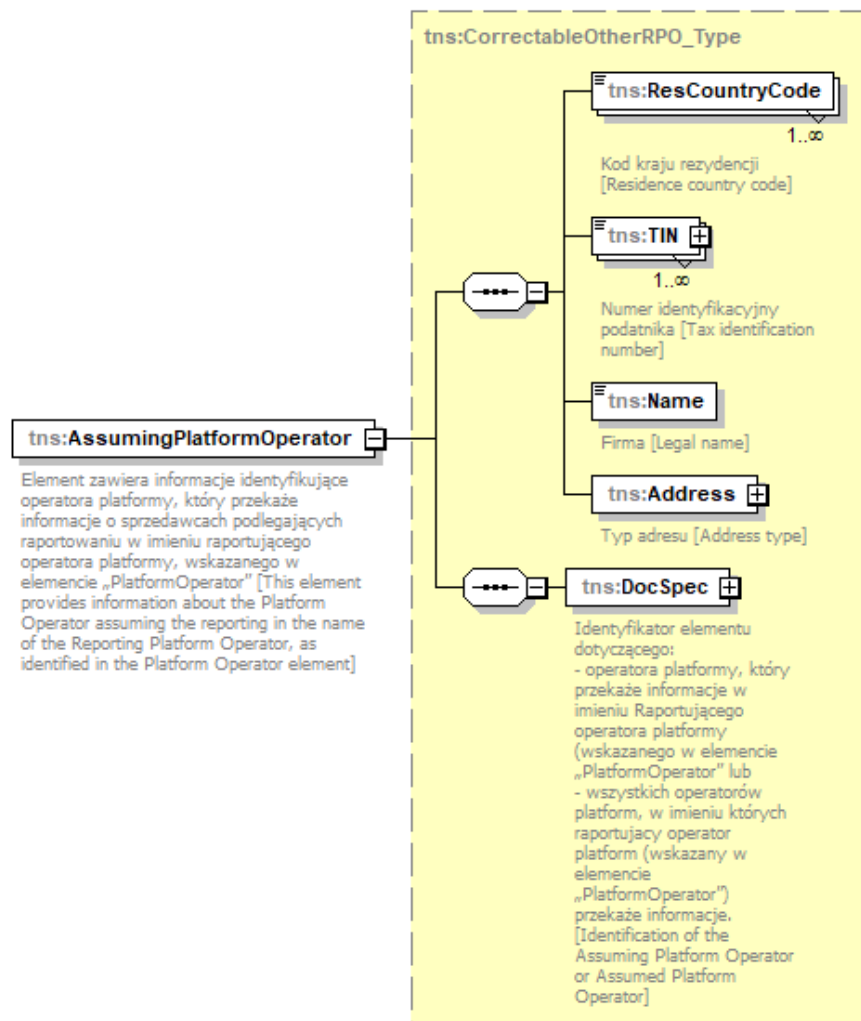 tns:CorrectableOtherRPO_Type
tns:ResCountryCode
1..∞
Kod kraju rezydencji
[Residence country code]
tns:TIN
1..∞
Numer identyfikacyjny
podatnika [Tax identification
number]
tns:Name
Firma [Legal name]
tns:Address
Typ adresu [Address type]
tns:AssumingPlatformOperator
Element zawiera informacje identyfikujące
operatora platformy, który przekaże
informacje o sprzedawcach podlegających
raportowaniu w imieniu raportującego
operatora platformy, wskazanego w
elemencie „PlatformOperator” [This element
provides information about the Platform
Operator assuming the reporting in the name
of the Reporting Platform Operator, as
identified in the Platform Operator element]
tns:DocSpec
Identyfikator elementu
dotyczącego:
- operatora platformy, który
przekaże informacje w
imieniu Raportującego
operatora platformy
(wskazanego w elemencie
„PlatformOperator” lub
- wszystkich operatorów
platform, w imieniu których
raportujacy operator
platform (wskazany w
elemencie
„PlatformOperator”)
przekaże informacje.
[Identification of the
Assuming Platform Operator
or Assumed Platform
Operator]